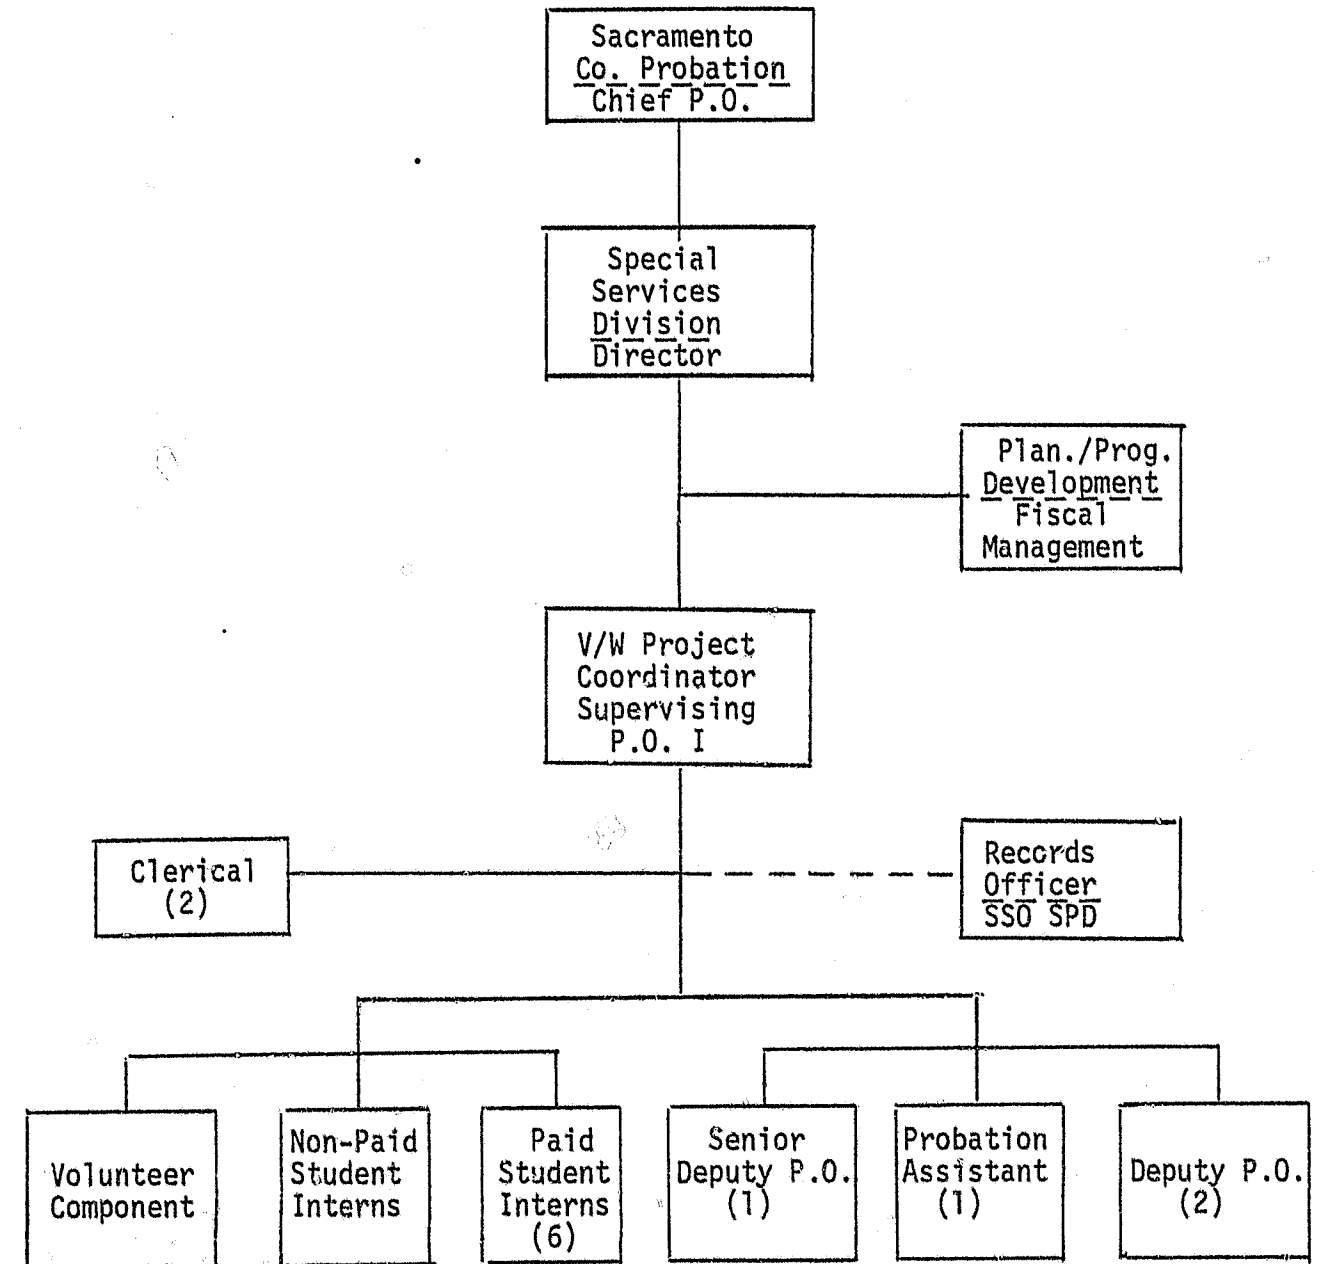 Sacramento
Co. Probation
Chief P.O.
Special
Services
Division
Director
Plan./Prog.
Development
Fiscal
Management
V/W Project
Coordinator
Supervising
P.O. I
Clerical
(2)
Records
Officer
SSO SPD
Volunteer
Component
Non-Paid
Student
Interns
Paid
Student
Interns
(6)
Senior
Deputy P.O.
(1)
Probation
Assistant
(1)
Deputy P.O.
(2)